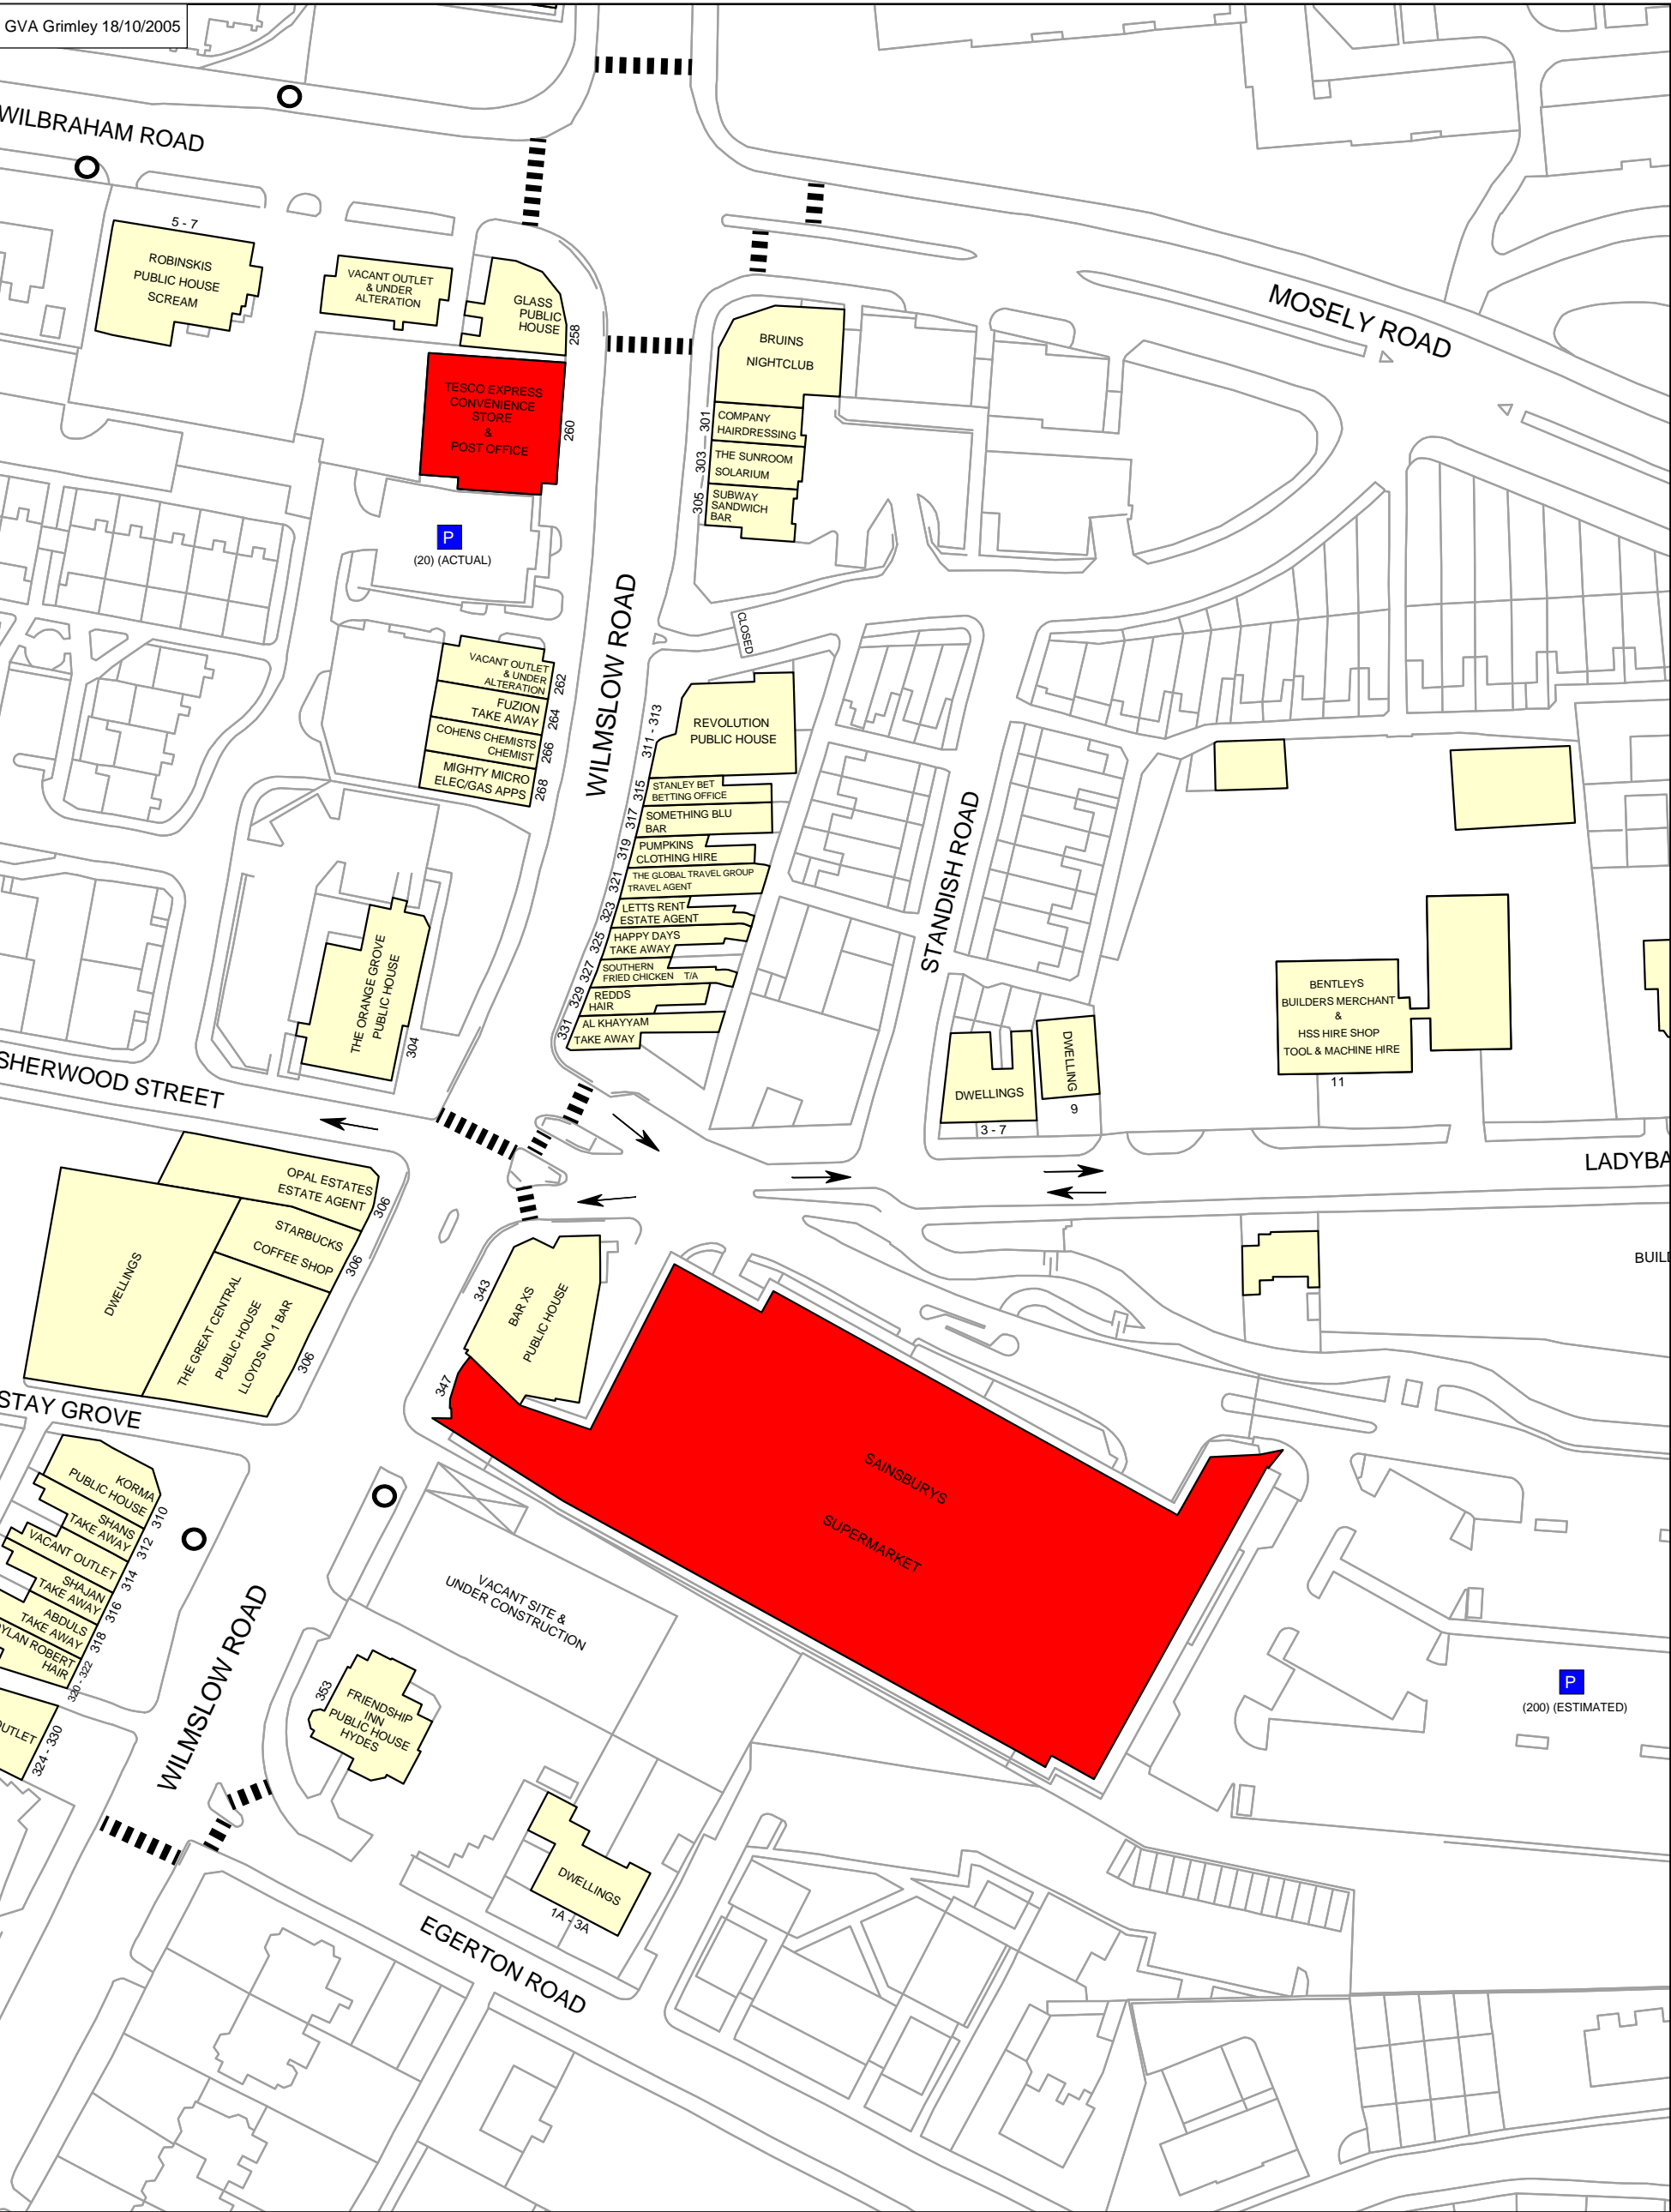 GVA Grimley 18/10/2005
WILBRAHAM ROAD
5 - 7
ROBINSKIS
PUBLIC HOUSE
SCREAM
VACANT OUTLET
& UNDER
ALTERATION
GLASS
PUBLIC
HOUSE
258
TESCO EXPRESS
CONVENIENCE
STORE
&
POST OFFICE
260
P
(20) (ACTUAL)
BRUINS
NIGHTCLUB
COMPANY
HAIRDRESSING
301
THE SUNROOM
SOLARIUM
303
SUBWAY
SANDWICH
BAR
305
MOSELY ROAD
CLOSED
WILMSLOW ROAD
VACANT OUTLET
& UNDER
ALTERATION
262
FUZION
TAKE AWAY
264
COHENS CHEMISTS
CHEMIST
266
MIGHTY MICRO
ELEC/GAS APPS
268
REVOLUTION
PUBLIC HOUSE
311 - 313
STANLEY BET
BETTING OFFICE
315
SOMETHING BLU
BAR
317
PUMPKINS
CLOTHING HIRE
319
THE GLOBAL TRAVEL GROUP
TRAVEL AGENT
321
LETTS RENT
ESTATE AGENT
323
HAPPY DAYS
TAKE AWAY
325
SOUTHERN
FRIED CHICKEN T/A
327
REDDS
HAIR
329
AL KHAYYAM
TAKE AWAY
331
STANDISH ROAD
THE ORANGE GROVE
PUBLIC HOUSE
304
DWELLINGS
3 - 7
DWELLING
9
BENTLEYS
BUILDERS MERCHANT
&
HSS HIRE SHOP
TOOL & MACHINE HIRE
11
SHERWOOD STREET
LADYBA
BUIL
OPAL ESTATES
ESTATE AGENT
306
STARBUCKS
COFFEE SHOP
306
DWELLINGS
THE GREAT CENTRAL
PUBLIC HOUSE
LLOYDS NO 1 BAR
306
BAR XS
PUBLIC HOUSE
343
347
SAINSBURYS
SUPERMARKET
STAY GROVE
KORMA
PUBLIC HOUSE
310
SHANS
TAKE AWAY
312
VACANT OUTLET
314
SHAJAN
TAKE AWAY
316
ABDULS
TAKE AWAY
318
YLAN ROBERT
HAIR
320 - 322
OUTLET
324 - 330
WILMSLOW ROAD
VACANT SITE &
UNDER CONSTRUCTION
353
FRIENDSHIP
INN
PUBLIC HOUSE
HYDES
P
(200) (ESTIMATED)
DWELLINGS
1A - 3A
EGERTON ROAD